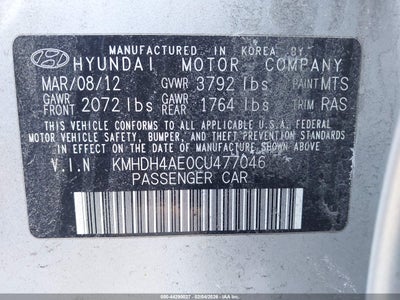 MANUFACTURED IN KOREA BY
HYUNDAI MOTOR COMPANY
MAR/08/12 GVWR 3792 lbs PAINT MTS
GAWR FRONT 2072 lbs GAWR REAR 1764 lbs TRIM RAS
THIS VEHICLE CONFORMS TO ALL APPLICABLE U.S. FEDERAL
MOTOR VEHICLE SAFETY, BUMPER, AND THEFT PREVENTION
STANDARDS IN EFFECT ON THE DATE OF MANUFACTURE
SHOWN ABOVE.
V.I.N KMHDH4AE0CU477046
PASSENGER CAR